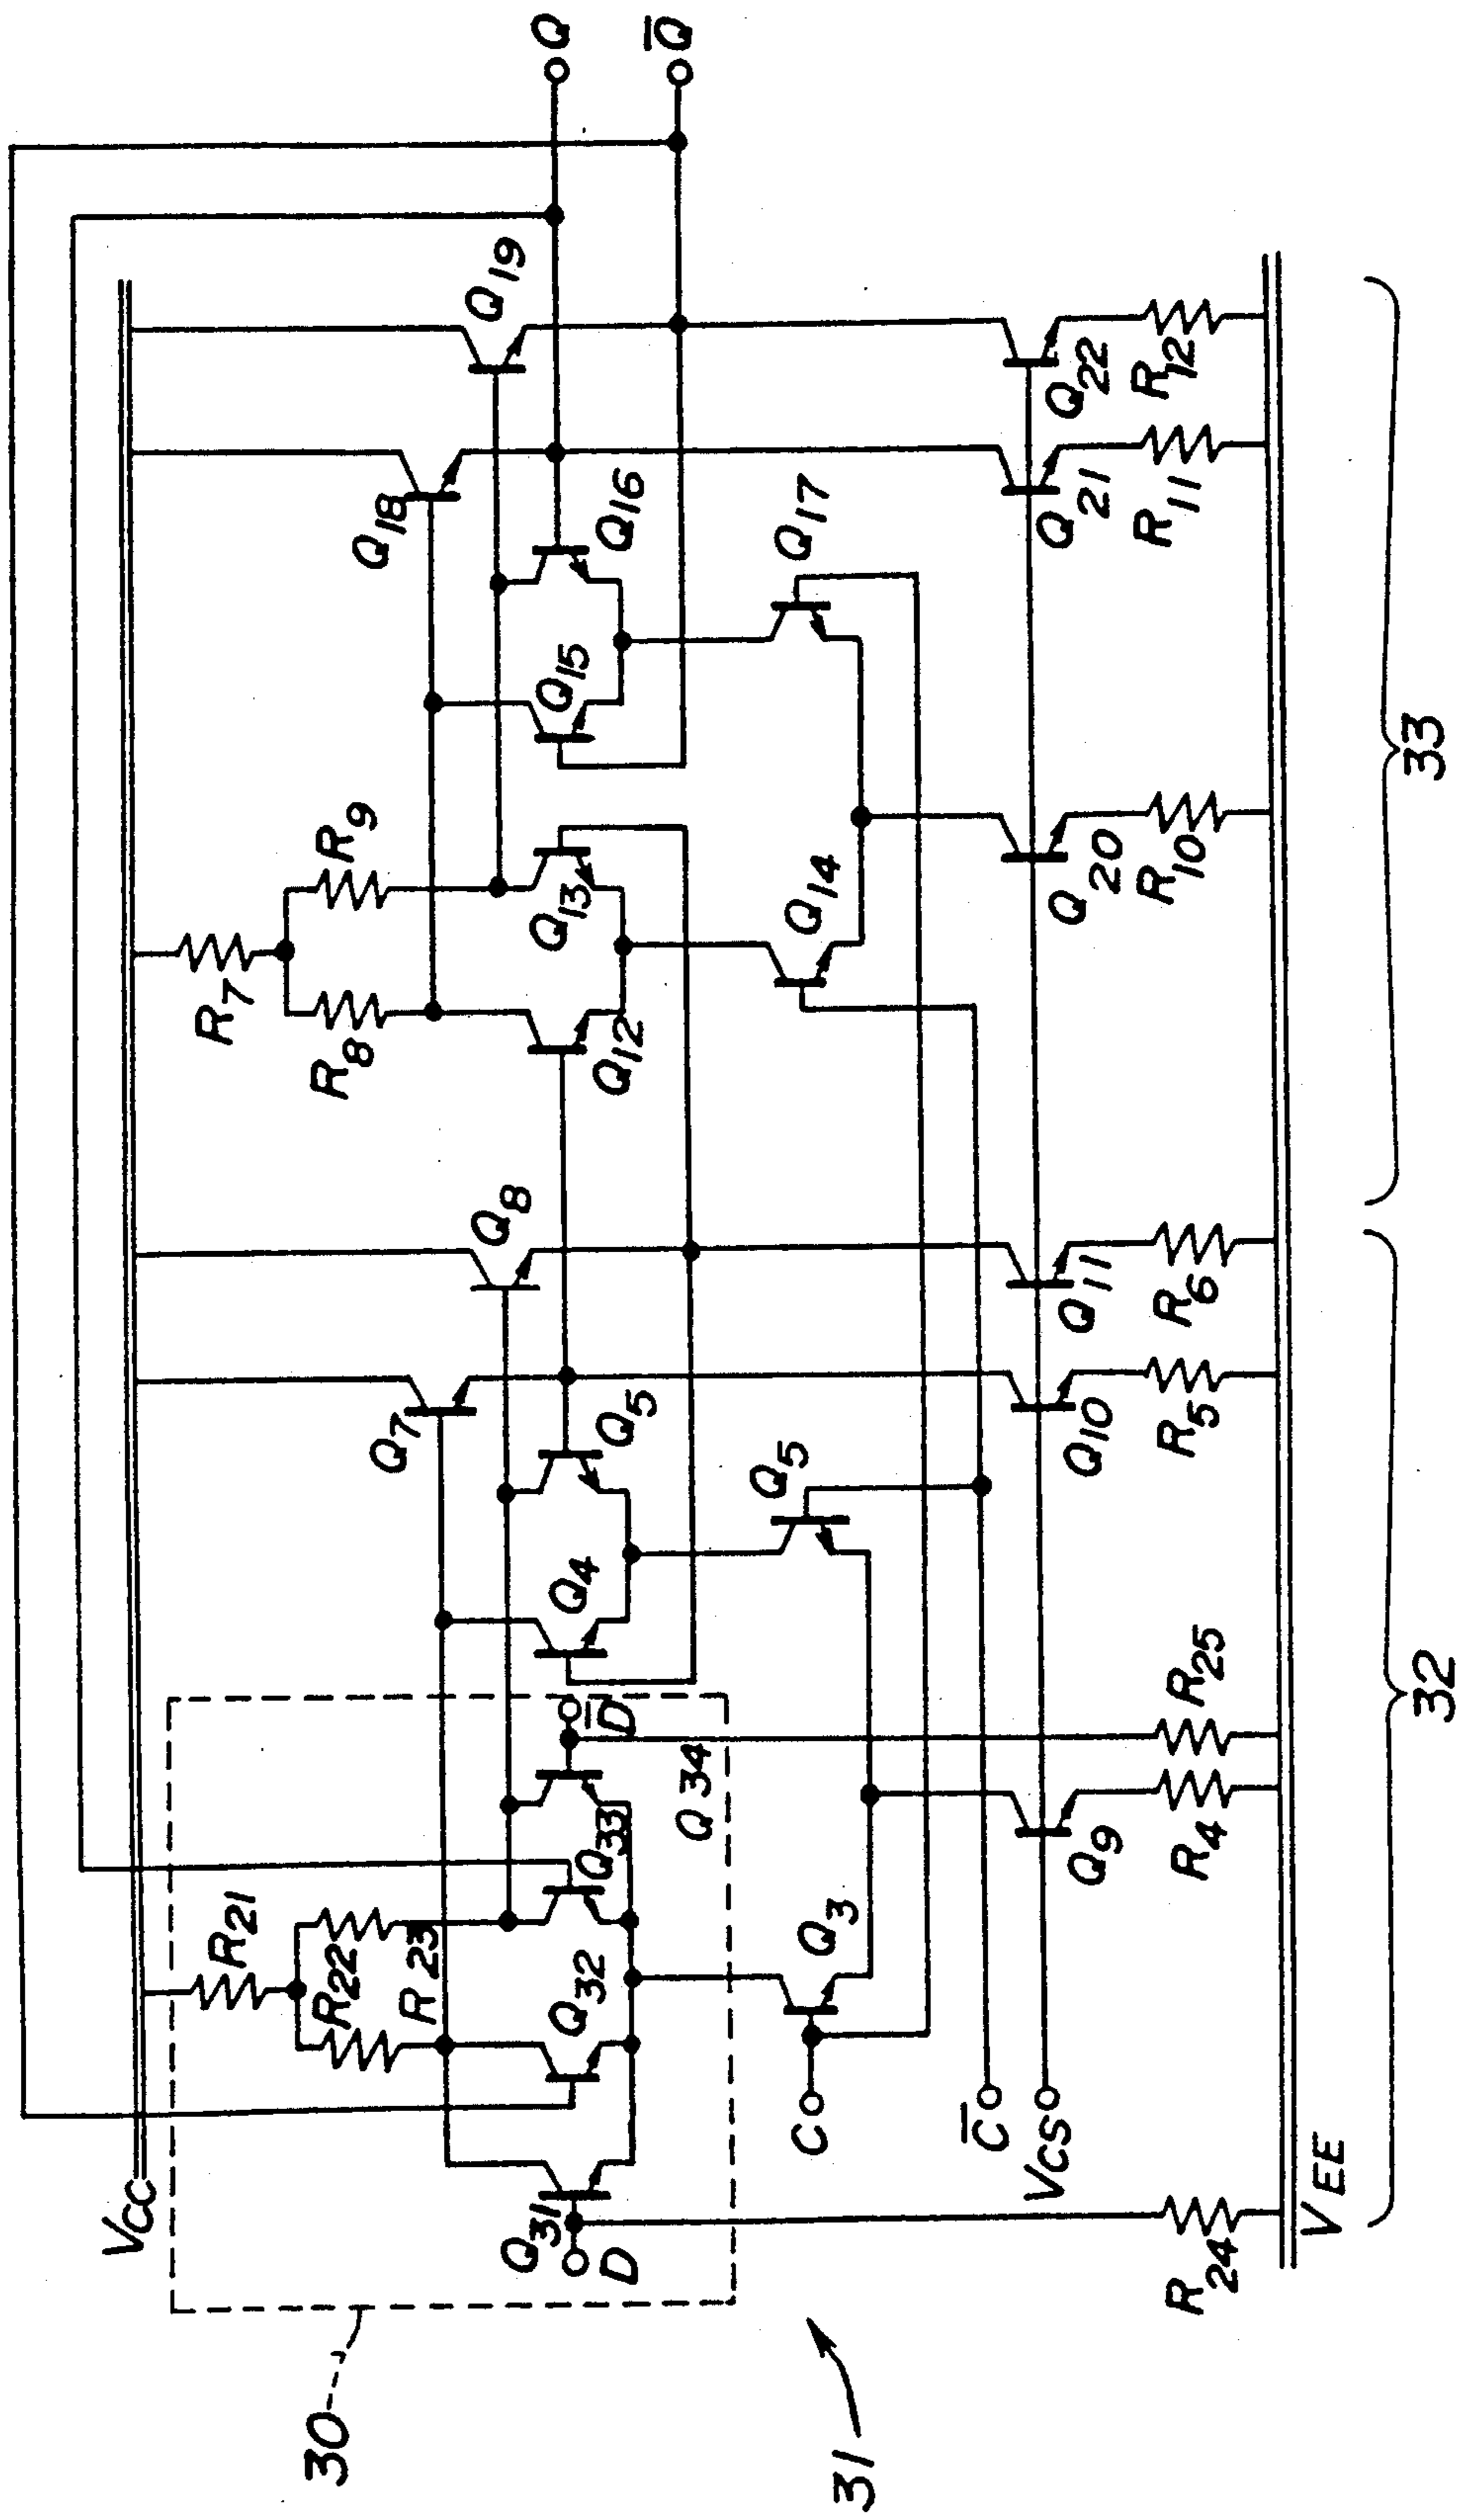 VCC
R21
R7
30
R22
R8
R9
R23
Q7
Q18
Q8
Q19
Q31
Q32
Q33
Q4
Q5
Q12
Q13
Q15
Q16
Q
D
D̅
Q̅
Q34
C
Q3
Q5
Q14
Q17
31
C̅
VCS
Q9
Q10
Q11
Q20
Q21
Q22
R24
R4
R25
R5
R6
R10
R11
R12
VEE
32
33